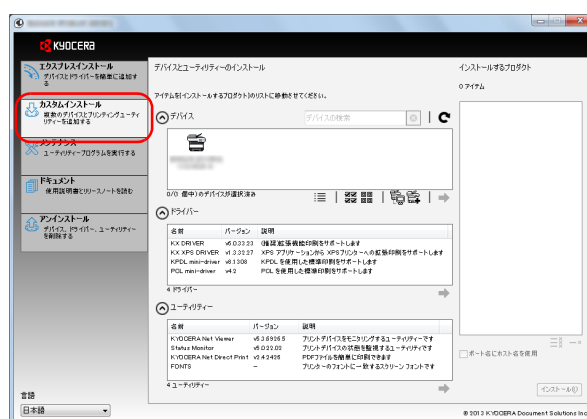 KYOCERA
エクスプレスインストール
デバイスとドライバーを簡単に追加す
る
カスタムインストール
複数のデバイスとプリンティングユーティ
リティーを追加する
メンテナンス
ユーティリティープログラムを実行する
ドキュメント
使用説明書とリリースノートを読む
アンインストール
デバイス、ドライバー、ユーティリティー
を削除する
言語
日本語
デバイスとユーティリティーのインストール
アイテムを[インストールするプロダクト]のリストに移動させてください。
デバイス
デバイスの検索
0/(1 個中)のデバイスが選択済み
ドライバー
名前 バージョン 説明
KX DRIVER v6.0.33.23 (推奨)拡張機能印刷をサポートします
KX XPS DRIVER v1.3.32.27 XPS アプリケーションから XPSプリンターへの拡張印刷をサポートします
KPDL mini-driver v8.1308 KPDL を使用した標準印刷をサポートします
PCL mini-driver v4.2 PCL を使用した標準印刷をサポートします
4 ドライバー
ユーティリティー
名前 バージョン 説明
KYOCERA Net Viewer v5.3.6926.5 プリントデバイスをモニタリングするユーティリティーです
Status Monitor v5.0.22.02 プリントデバイスの状態を監視するユーティリティーです
KYOCERA Net Direct Print v2.4.2426 PDFファイルを簡単に印刷できます
FONTS – プリンターのフォントに一致するスクリーン フォントです
4 ユーティリティー
インストールするプロダクト
0 アイテム
ポート名にホスト名を使用
インストール(I)
© 2013 KYOCERA Document Solutions Inc.